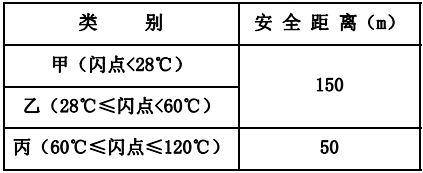 类 别 安全距离(m)
甲(闪点<28℃)
150
乙(28℃≤闪点<60℃)
丙(60℃≤闪点≤120℃) 50